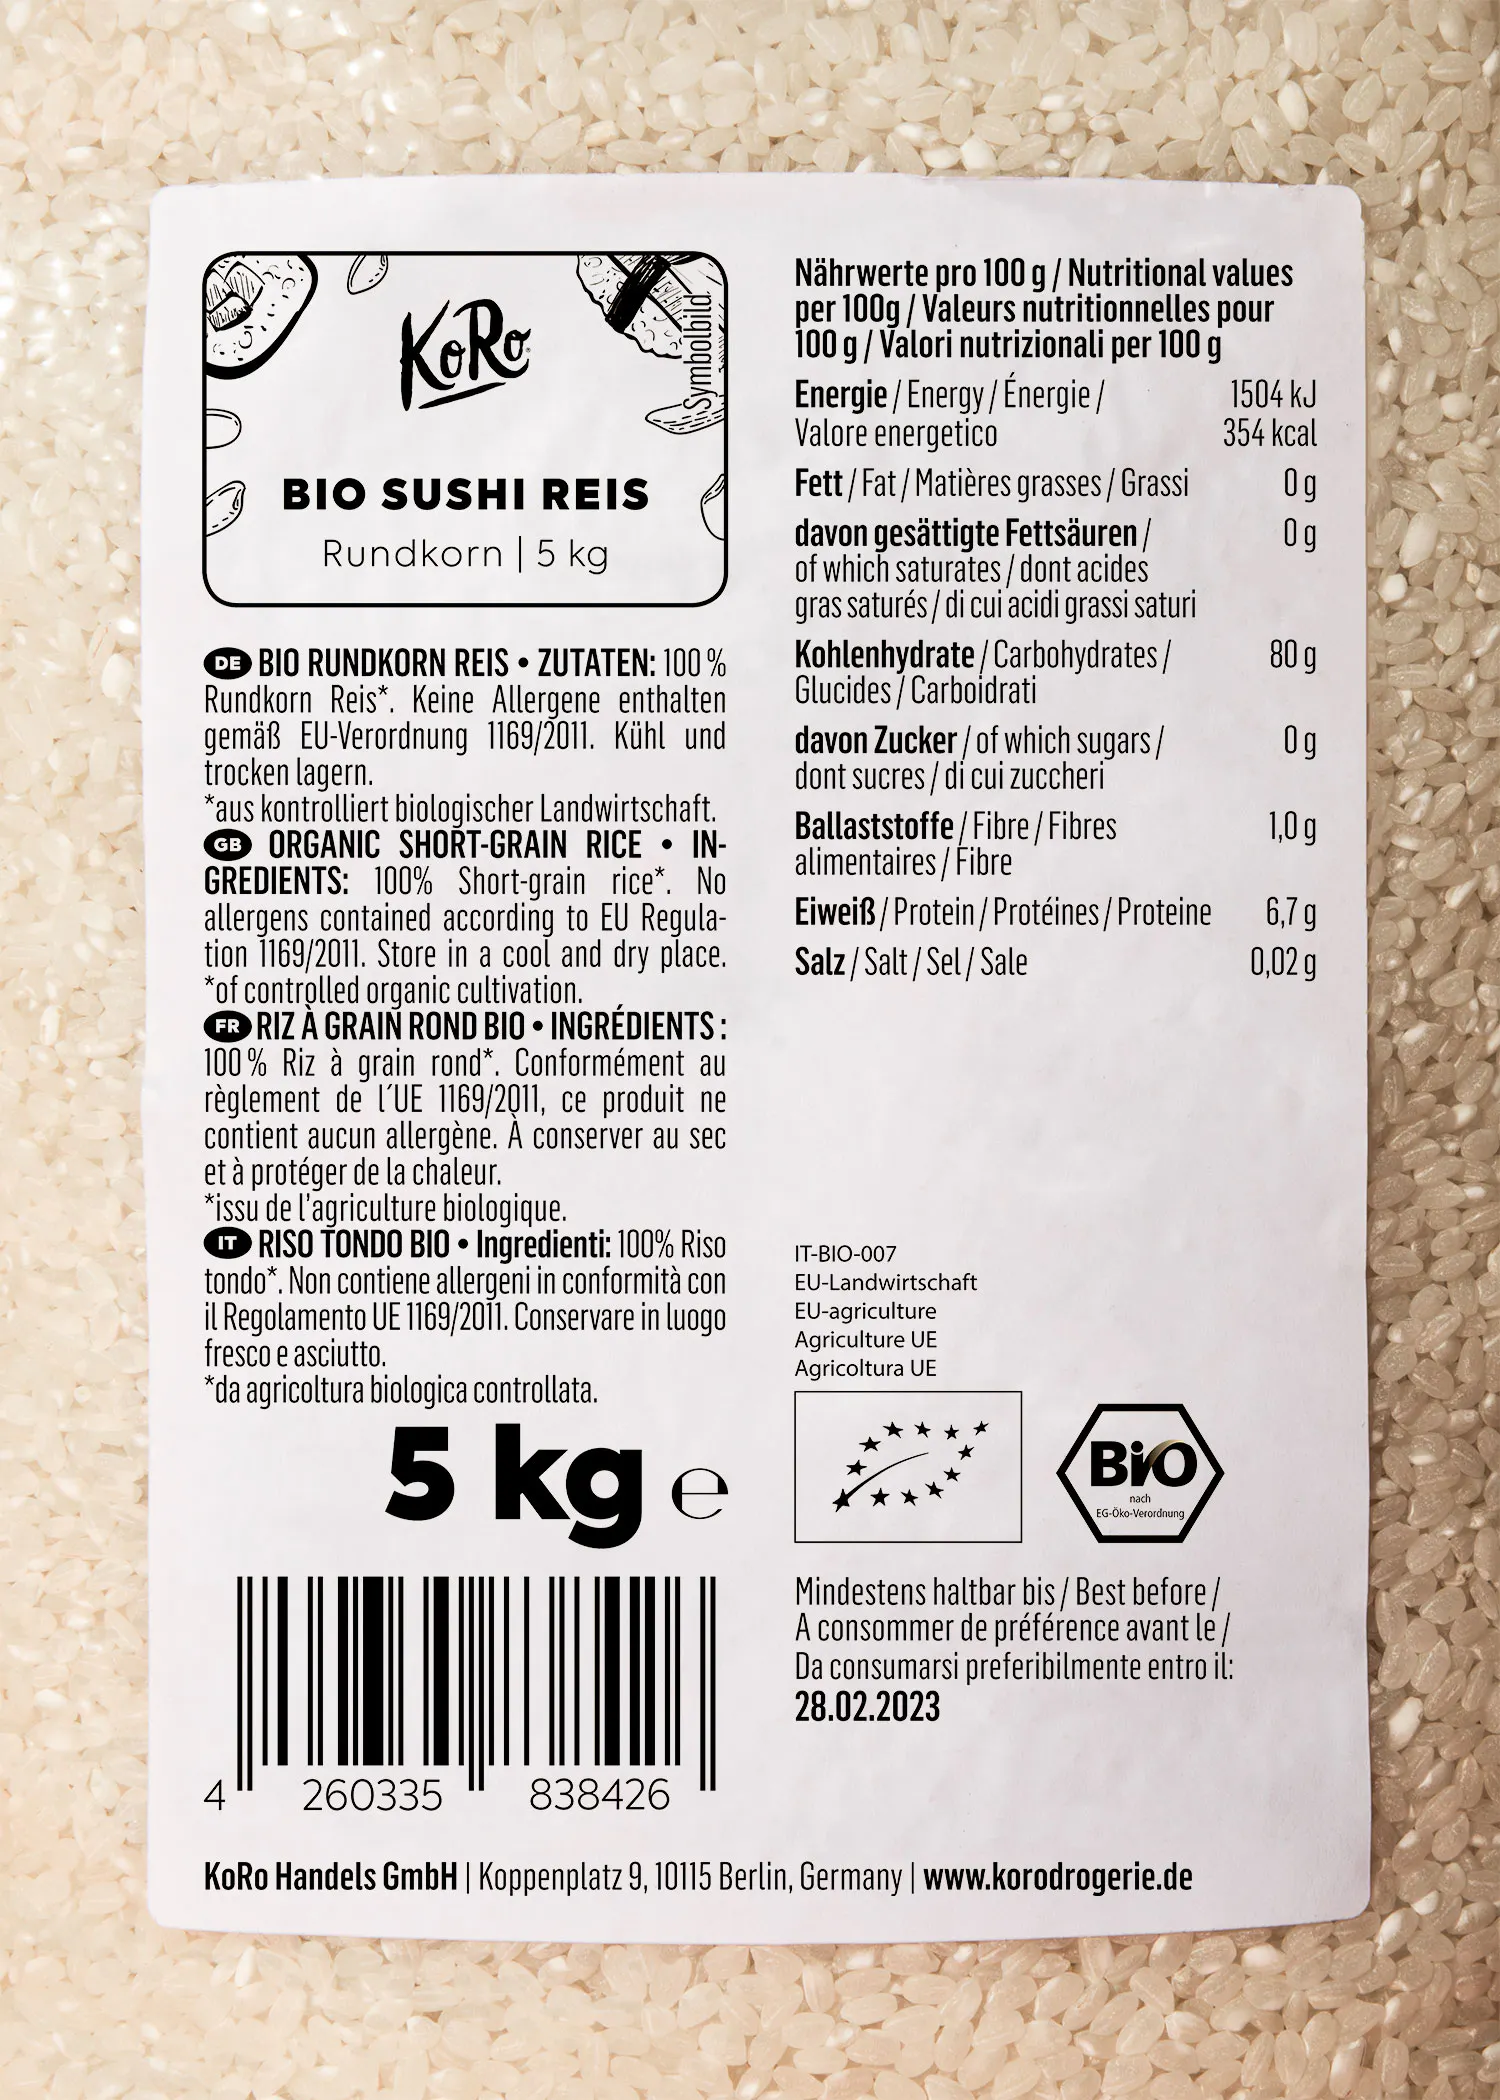 KoRo
Symbolbild
BIO SUSHI REIS
Rundkorn | 5 kg
DE BIO RUNDKORN REIS • ZUTATEN: 100 %
Rundkorn Reis*. Keine Allergene enthalten
gemäß EU-Verordnung 1169/2011. Kühl und
trocken lagern.
*aus kontrolliert biologischer Landwirtschaft.
GB ORGANIC SHORT-GRAIN RICE • IN-
GREDIENTS: 100% Short-grain rice*. No
allergens contained according to EU Regula-
tion 1169/2011. Store in a cool and dry place.
*of controlled organic cultivation.
FR RIZ À GRAIN ROND BIO • INGRÉDIENTS :
100 % Riz à grain rond*. Conformément au
règlement de l´UE 1169/2011, ce produit ne
contient aucun allergène. À conserver au sec
et à protéger de la chaleur.
*issu de l'agriculture biologique.
IT RISO TONDO BIO • Ingredienti: 100% Riso
tondo*. Non contiene allergeni in conformità con
il Regolamento UE 1169/2011. Conservare in luogo
fresco e asciutto.
*da agricoltura biologica controllata.
5 kg e
4 260335 838426
Nährwerte pro 100 g / Nutritional values
per 100g / Valeurs nutritionnelles pour
100 g / Valori nutrizionali per 100 g
Energie / Energy / Énergie / 1504 kJ
Valore energetico 354 kcal
Fett / Fat / Matières grasses / Grassi 0 g
davon gesättigte Fettsäuren / 0 g
of which saturates / dont acides
gras saturés / di cui acidi grassi saturi
Kohlenhydrate / Carbohydrates / 80 g
Glucides / Carboidrati
davon Zucker / of which sugars / 0 g
dont sucres / di cui zuccheri
Ballaststoffe / Fibre / Fibres 1,0 g
alimentaires / Fibre
Eiweiß / Protein / Protéines / Proteine 6,7 g
Salz / Salt / Sel / Sale 0,02 g
IT-BIO-007
EU-Landwirtschaft
EU-agriculture
Agriculture UE
Agricoltura UE
BiO
nach
EG-Öko-Verordnung
Mindestens haltbar bis / Best before /
A consommer de préférence avant le /
Da consumarsi preferibilmente entro il:
28.02.2023
KoRo Handels GmbH | Koppenplatz 9, 10115 Berlin, Germany | www.korodrogerie.de